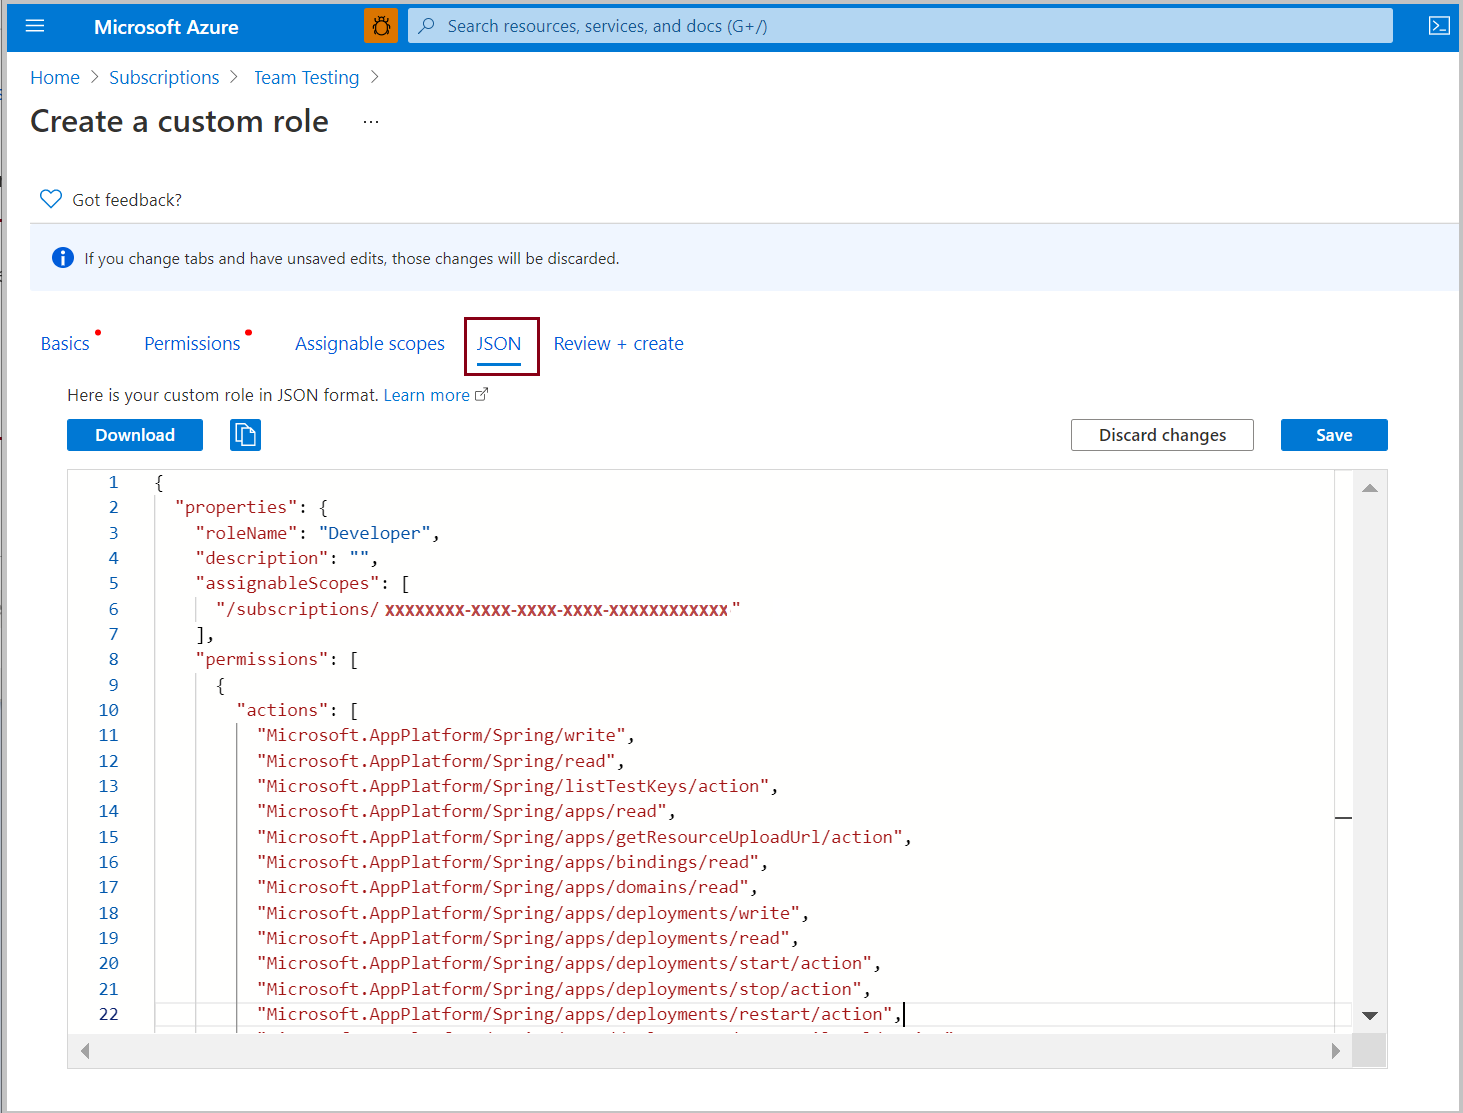 Microsoft Azure
Search resources, services, and docs (G+/)
Home > Subscriptions > Team Testing >
Create a custom role ...
Got feedback?
If you change tabs and have unsaved edits, those changes will be discarded.
Basics Permissions Assignable scopes JSON Review + create
Here is your custom role in JSON format. Learn more
Download Discard changes Save
1 {
2 "properties": {
3 "roleName": "Developer",
4 "description": "",
5 "assignableScopes": [
6 "/subscriptions/ xxxxxxxx-xxxx-xxxx-xxxx-xxxxxxxxxxxx "
7 ],
8 "permissions": [
9 {
10 "actions": [
11 "Microsoft.AppPlatform/Spring/write",
12 "Microsoft.AppPlatform/Spring/read",
13 "Microsoft.AppPlatform/Spring/listTestKeys/action",
14 "Microsoft.AppPlatform/Spring/apps/read",
15 "Microsoft.AppPlatform/Spring/apps/getResourceUploadUrl/action",
16 "Microsoft.AppPlatform/Spring/apps/bindings/read",
17 "Microsoft.AppPlatform/Spring/apps/domains/read",
18 "Microsoft.AppPlatform/Spring/apps/deployments/write",
19 "Microsoft.AppPlatform/Spring/apps/deployments/read",
20 "Microsoft.AppPlatform/Spring/apps/deployments/start/action",
21 "Microsoft.AppPlatform/Spring/apps/deployments/stop/action",
22 "Microsoft.AppPlatform/Spring/apps/deployments/restart/action",